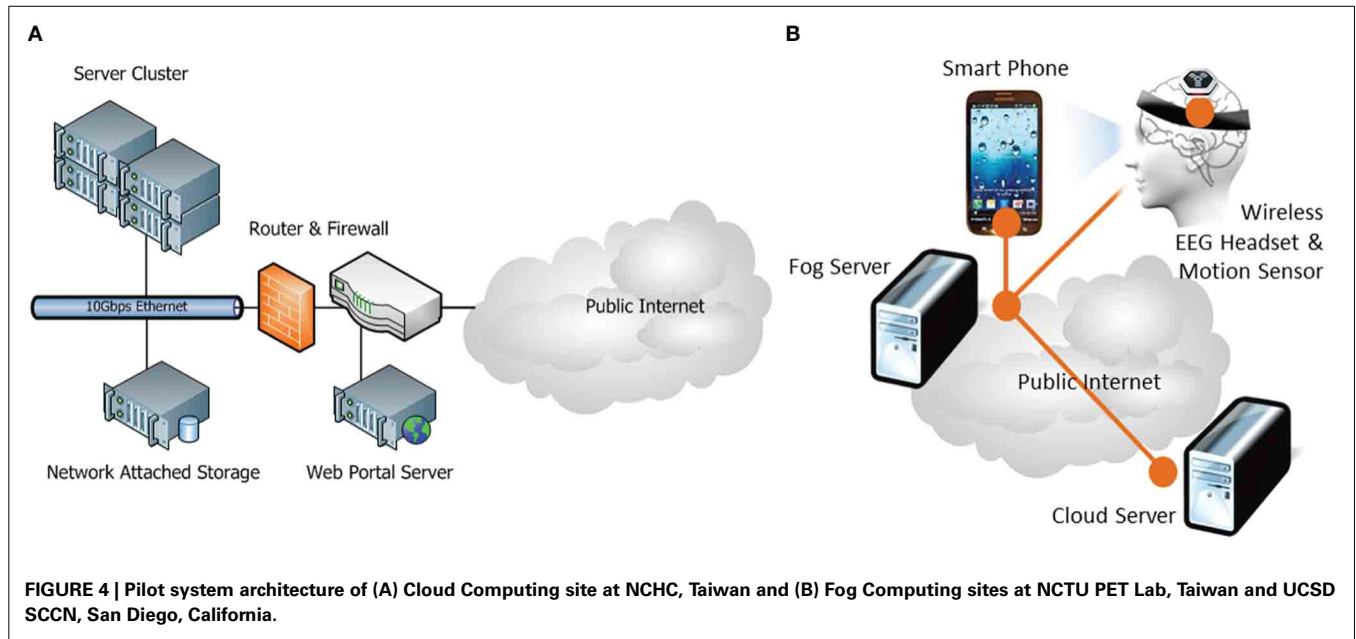 A
Server Cluster
Router & Firewall
10Gbps Ethernet
Public Internet
Network Attached Storage
Web Portal Server
B
Smart Phone
Wireless
EEG Headset &
Motion Sensor
Fog Server
Public Internet
Cloud Server
FIGURE 4 | Pilot system architecture of (A) Cloud Computing site at NCHC, Taiwan and (B) Fog Computing sites at NCTU PET Lab, Taiwan and UCSD
SCCN, San Diego, California.